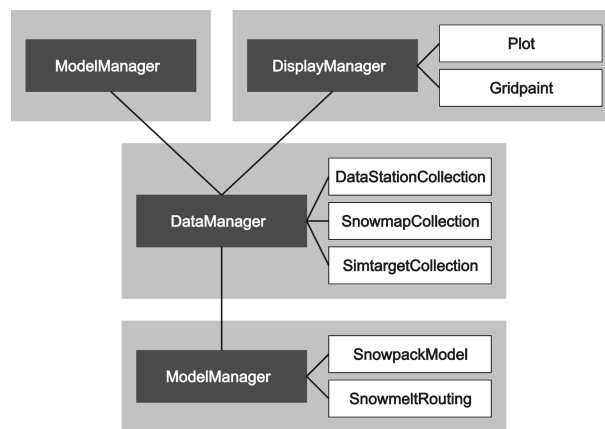 ModelManager
DisplayManager
Plot
Gridpaint
DataManager
DataStationCollection
SnowmapCollection
SimtargetCollection
ModelManager
SnowpackModel
SnowmeltRouting